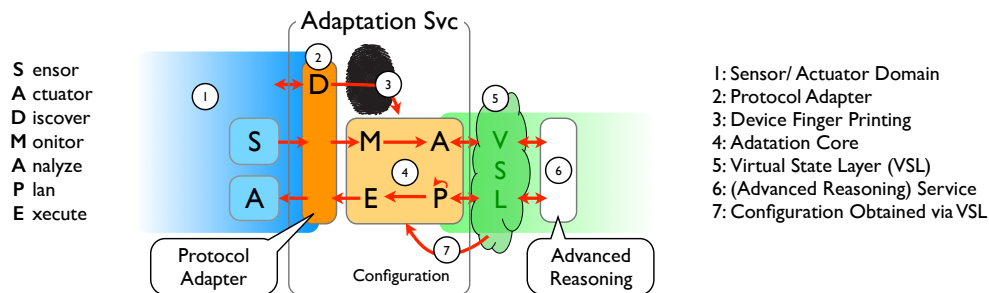 Adaptation Svc
S ensor
A ctuator
D iscover
M onitor
A nalyze
P lan
E xecute
1
2
D
3
5
S
M
A
V
4
S
6
A
E
P
L
7
Protocol
Adapter
Configuration
Advanced
Reasoning
1: Sensor/ Actuator Domain
2: Protocol Adapter
3: Device Finger Printing
4: Adatation Core
5: Virtual State Layer (VSL)
6: (Advanced Reasoning) Service
7: Configuration Obtained via VSL